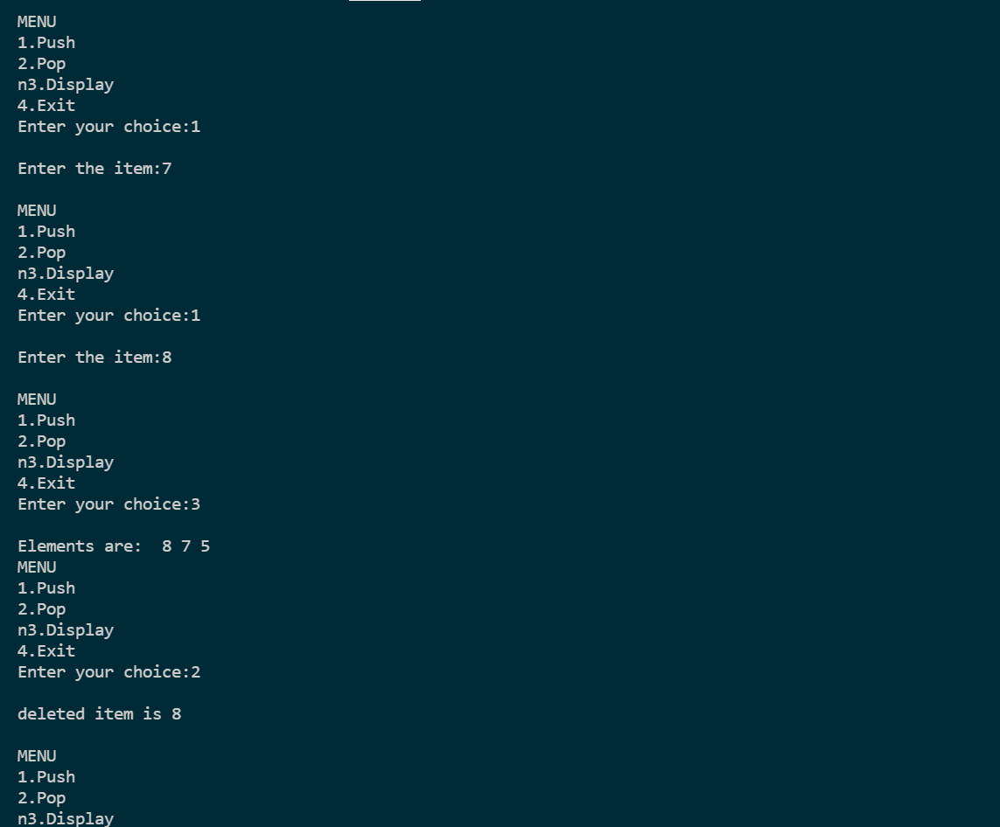 MENU
1.Push
2.Pop
n3.Display
4.Exit
Enter your choice:1
Enter the item:7
MENU
1.Push
2.Pop
n3.Display
4.Exit
Enter your choice:1
Enter the item:8
MENU
1.Push
2.Pop
n3.Display
4.Exit
Enter your choice:3
Elements are:  8 7 5
MENU
1.Push
2.Pop
n3.Display
4.Exit
Enter your choice:2
deleted item is 8
MENU
1.Push
2.Pop
n3.Display